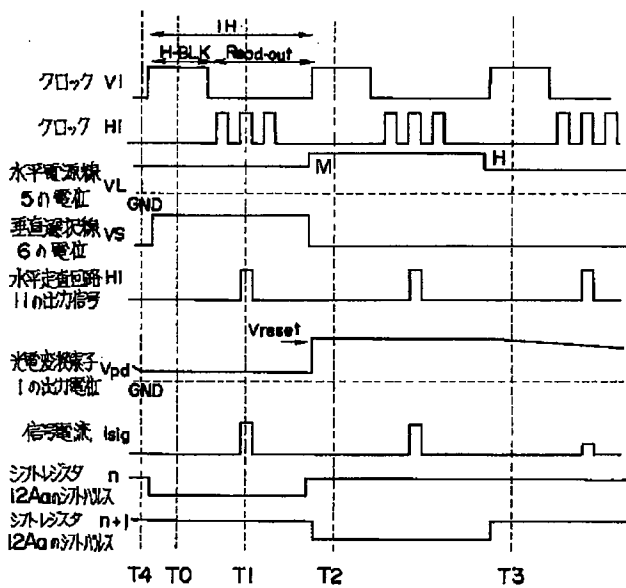 1H
H-BLK Read-out
クロック V1
クロック H1
水平電源線 VL
5の電位
M
H
GND
垂直選択線 VS
6の電位
水平走査回路 H1
11の出力信号
Vreset
光電変換素子 Vpd
1の出力電位
GND
信号電流 Isig
シフトレジスタ n
12Aaのシフトパルス
シフトレジスタ n+1
12Aaのシフトパルス
T4 T0 T1 T2 T3